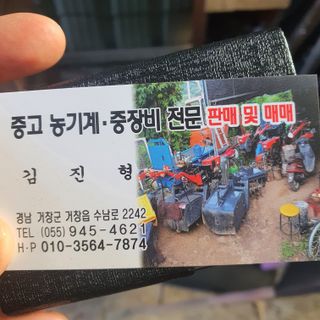 중고 농기계·중장비 전문 판매 및 매매
김 진 형
경남 거창군 거창읍 수남로 2242
TEL (055) 945-4621
H·P 010-3564-7874